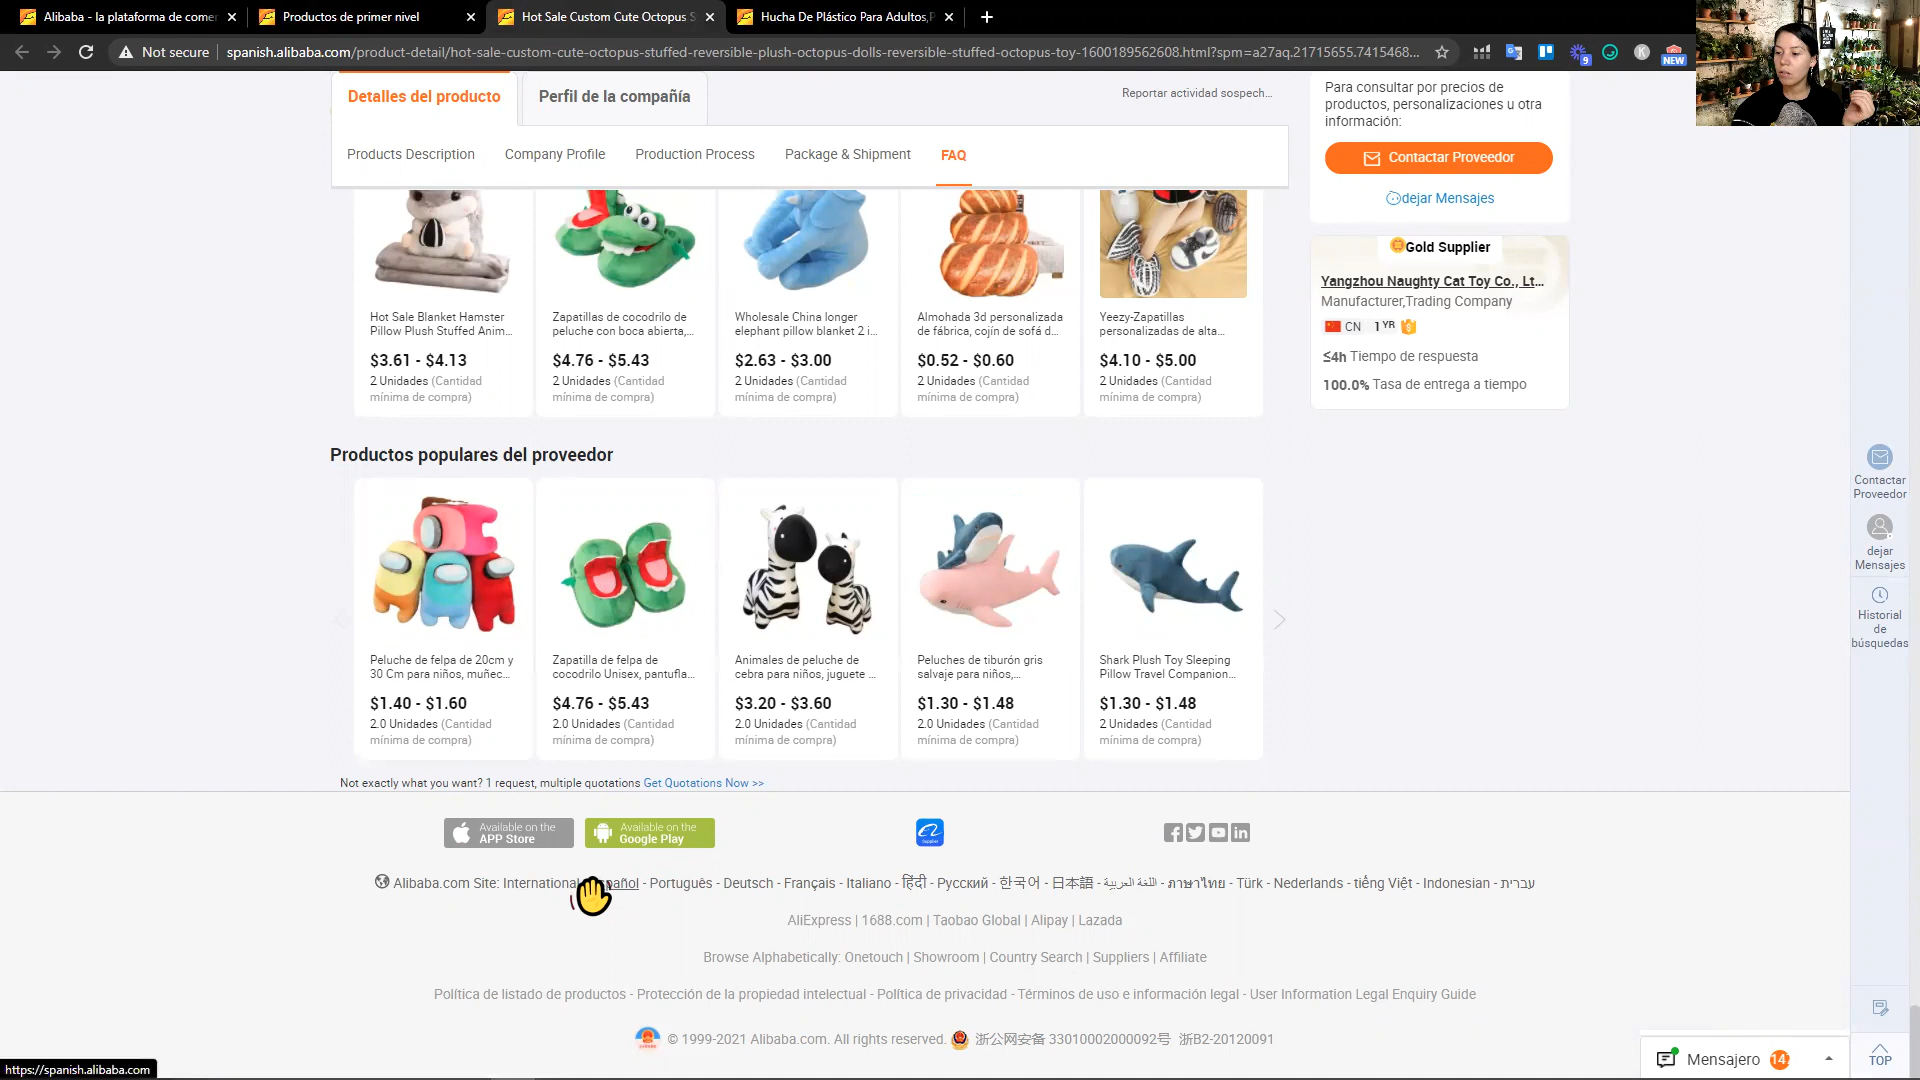 Alibaba - la plataforma de comer
Productos de primer nivel
Hot Sale Custom Cute Octopus S
Hucha De Plástico Para Adultos,P
Not secure
spanish.alibaba.com/product-detail/hot-sale-custom-cute-octopus-stuffed-reversible-plush-octopus-dolls-reversible-stuffed-octopus-toy-1600189562608.html?spm=a27aq.21715655.7415468...
9
K
NEW
Detalles del producto
Perfil de la compañía
Reportar actividad sospech...
Products Description
Company Profile
Production Process
Package & Shipment
FAQ
Para consultar por precios de
productos, personalizaciones u otra
información:
Contactar Proveedor
dejar Mensajes
Gold Supplier
Yangzhou Naughty Cat Toy Co., Lt...
Manufacturer,Trading Company
CN 1 YR
≤4h Tiempo de respuesta
100.0% Tasa de entrega a tiempo
Hot Sale Blanket Hamster
Pillow Plush Stuffed Anim...
$3.61 - $4.13
2 Unidades (Cantidad
mínima de compra)
Zapatillas de cocodrilo de
peluche con boca abierta,...
$4.76 - $5.43
2 Unidades (Cantidad
mínima de compra)
Wholesale China longer
elephant pillow blanket 2 i...
$2.63 - $3.00
2 Unidades (Cantidad
mínima de compra)
Almohada 3d personalizada
de fábrica, cojín de sofá d...
$0.52 - $0.60
2 Unidades (Cantidad
mínima de compra)
Yeezy-Zapatillas
personalizadas de alta...
$4.10 - $5.00
2 Unidades (Cantidad
mínima de compra)
Productos populares del proveedor
Peluche de felpa de 20cm y
30 Cm para niños, muñec...
$1.40 - $1.60
2.0 Unidades (Cantidad
mínima de compra)
Zapatilla de felpa de
cocodrilo Unisex, pantufla...
$4.76 - $5.43
2.0 Unidades (Cantidad
mínima de compra)
Animales de peluche de
cebra para niños, juguete ...
$3.20 - $3.60
2.0 Unidades (Cantidad
mínima de compra)
Peluches de tiburón gris
salvaje para niños,...
$1.30 - $1.48
2.0 Unidades (Cantidad
mínima de compra)
Shark Plush Toy Sleeping
Pillow Travel Companion...
$1.30 - $1.48
2 Unidades (Cantidad
mínima de compra)
Contactar
Proveedor
dejar
Mensajes
Historial
de
búsquedas
Not exactly what you want? 1 request, multiple quotations Get Quotations Now >>
Available on the
APP Store
Available on the
Google Play
Supplier
Alibaba.com Site: International español - Português - Deutsch - Français - Italiano - हिंदी - Pусский - 한국어 - 日本語 - اللغة العربية - ภาษาไทย - Türk - Nederlands - tiếng Việt - Indonesian - עברית
AliExpress | 1688.com | Taobao Global | Alipay | Lazada
Browse Alphabetically: Onetouch | Showroom | Country Search | Suppliers | Affiliate
Política de listado de productos - Protección de la propiedad intelectual - Política de privacidad - Términos de uso e información legal - User Information Legal Enquiry Guide
© 1999-2021 Alibaba.com. All rights reserved. 浙公网安备 33010002000092号 浙B2-20120091
https://spanish.alibaba.com
Mensajero 14
TOP